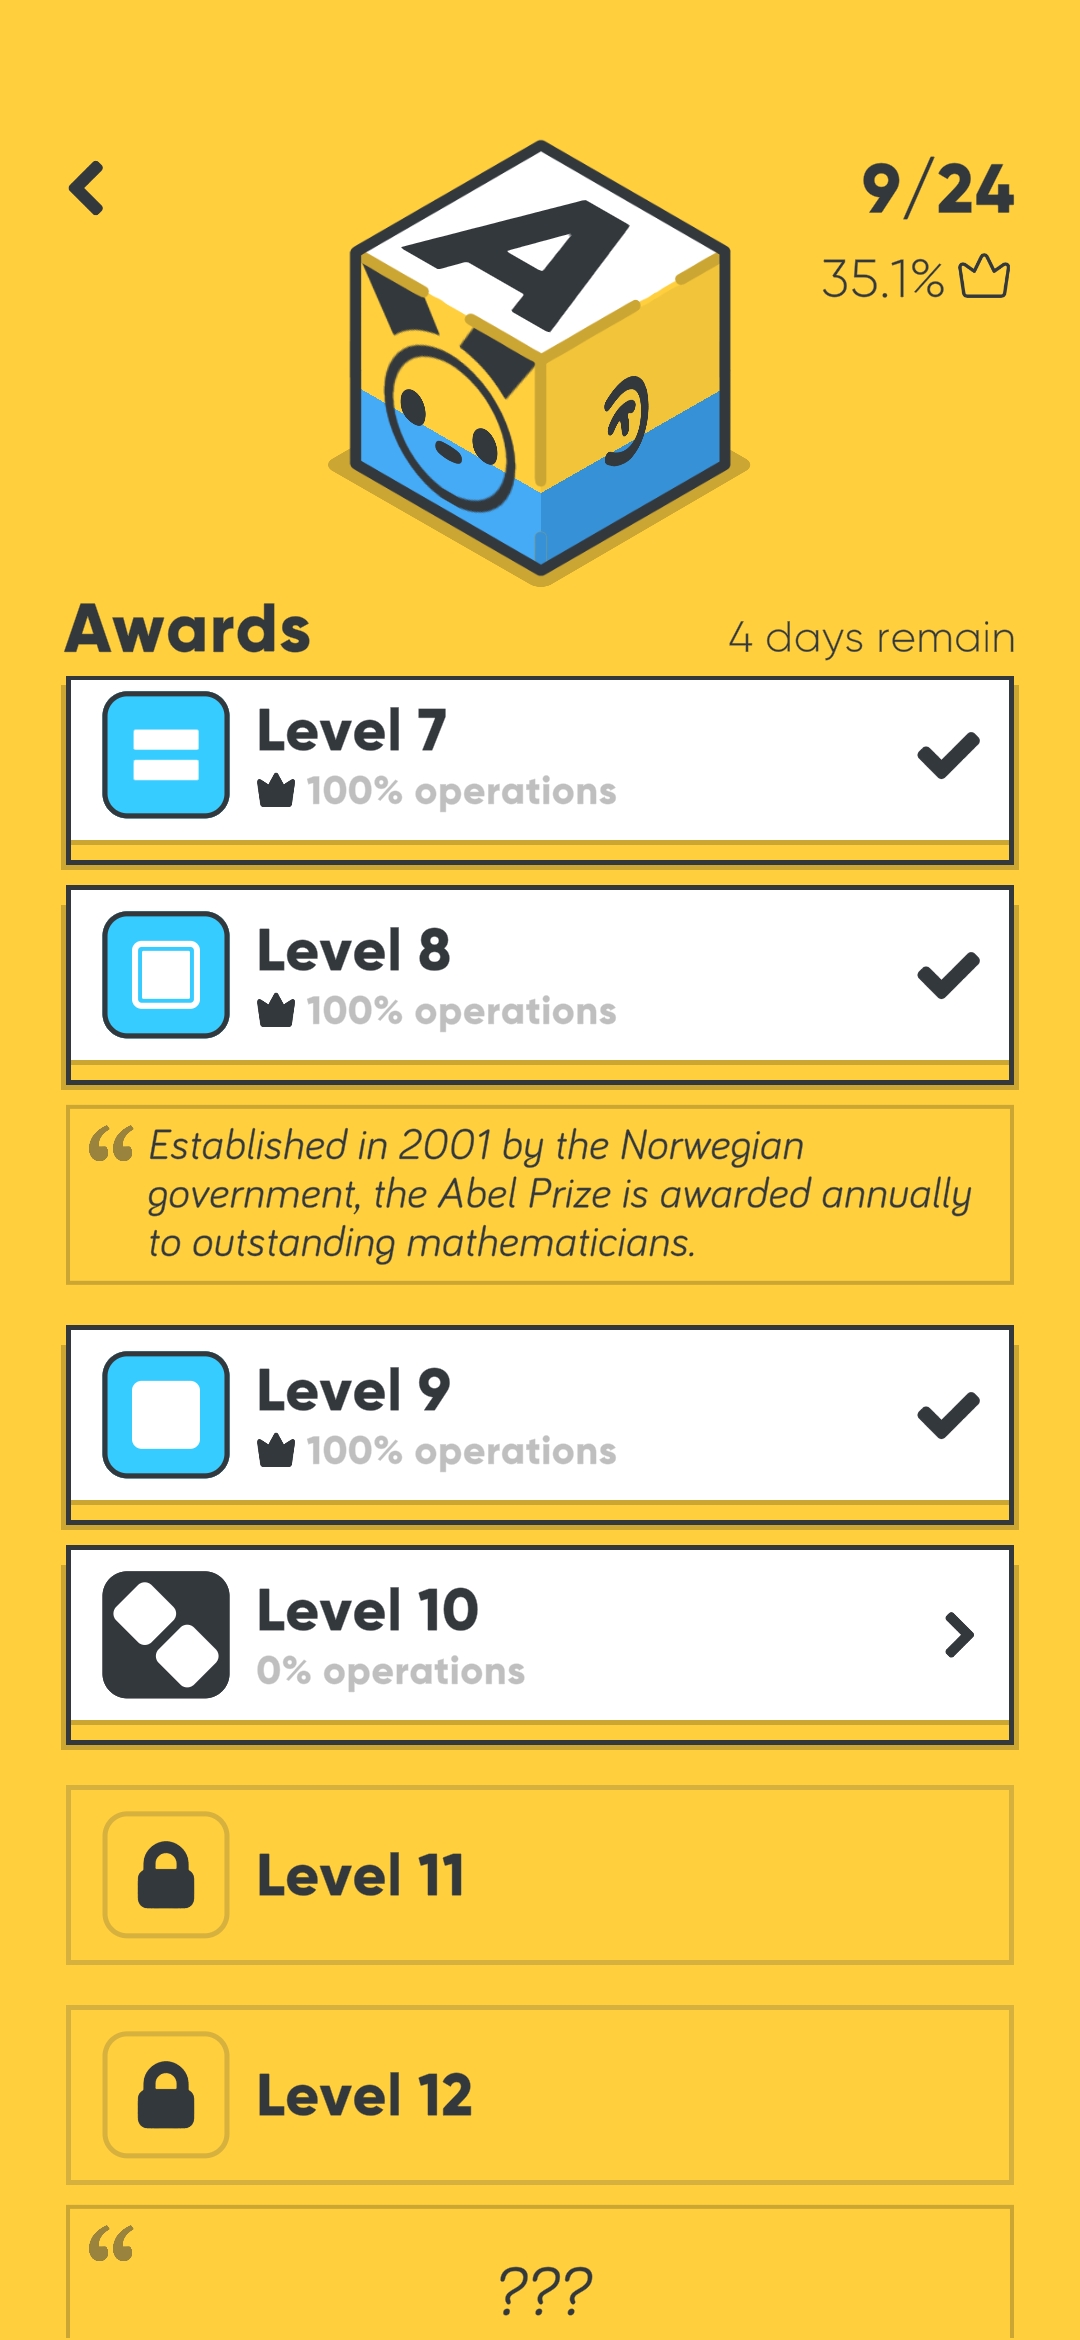 9/24
35.1%
A
Awards
4 days remain
Level 7
100% operations
Level 8
100% operations
“ Established in 2001 by the Norwegian
government, the Abel Prize is awarded annually
to outstanding mathematicians.
Level 9
100% operations
Level 10
0% operations
Level 11
Level 12
“
???